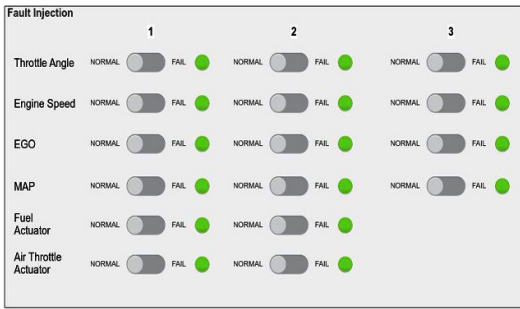 Fault Injection
1 2 3
Throttle Angle NORMAL FAIL NORMAL FAIL NORMAL FAIL
Engine Speed NORMAL FAIL NORMAL FAIL NORMAL FAIL
EGO NORMAL FAIL NORMAL FAIL NORMAL FAIL
MAP NORMAL FAIL NORMAL FAIL NORMAL FAIL
Fuel
Actuator NORMAL FAIL NORMAL FAIL
Air Throttle
Actuator NORMAL FAIL NORMAL FAIL